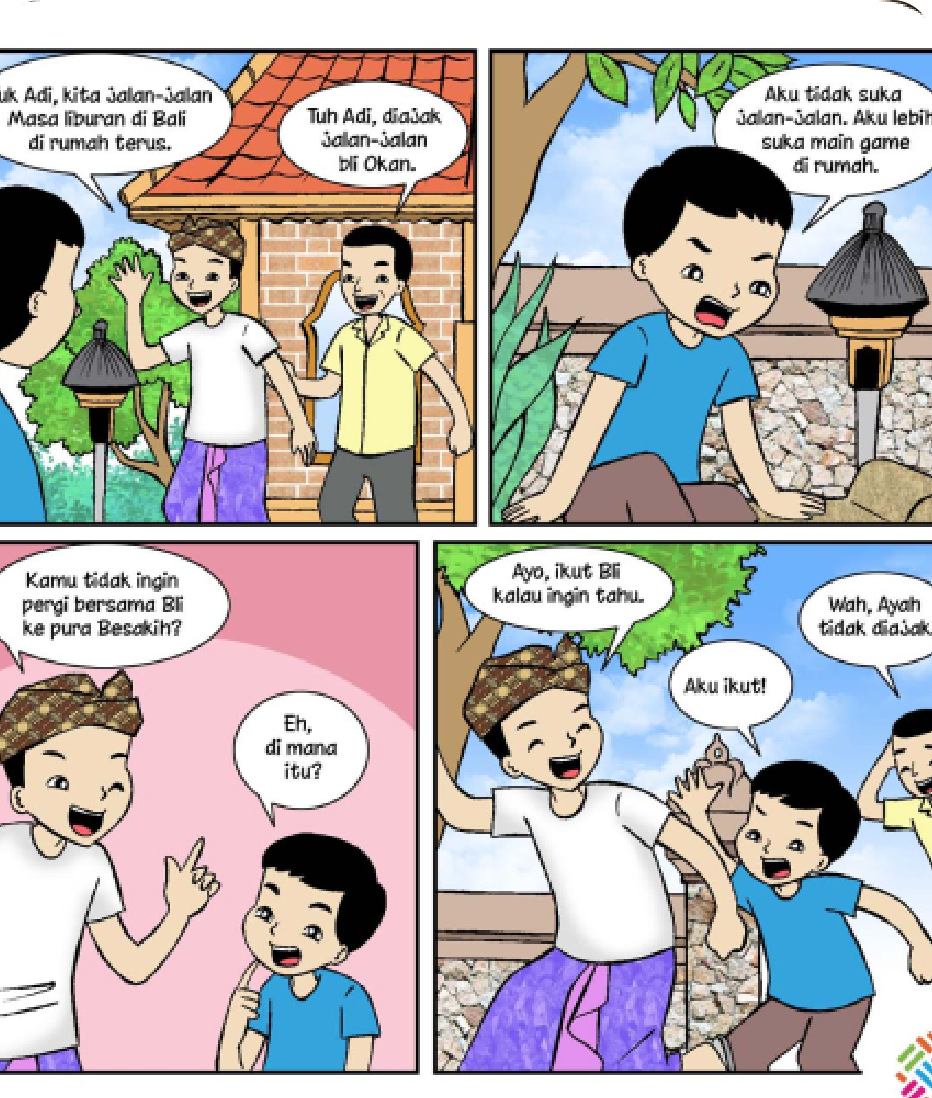 uk Adi, kita jalan-jalan
Masa liburan di Bali
di rumah terus.
Tuh Adi, diajak
jalan-jalan
bli Okan.
Aku tidak suka
jalan-jalan. Aku lebih
suka main game
di rumah.
Kamu tidak ingin
pergi bersama Bli
ke pura Besakih?
Eh,
di mana
itu?
Ayo, ikut Bli
kalau ingin tahu.
Aku ikut!
Wah, Ayah
tidak diajak.